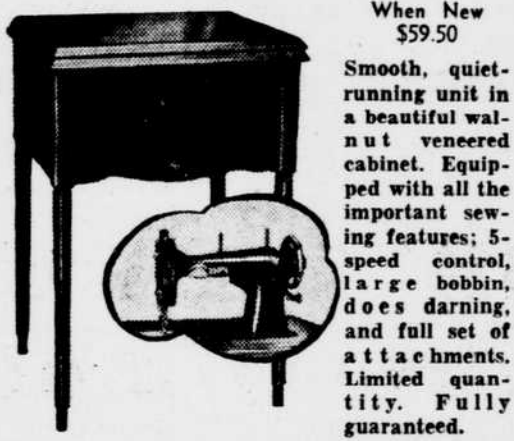 When New
$59.50
Smooth, quiet-
running unit in
a beautiful wal-
nut veneered
cabinet. Equip-
ped with all the
important sew-
ing features; 5-
speed control,
large bobbin,
does darning,
and full set of
attachments.
Limited quan-
tity. Fully
guaranteed.